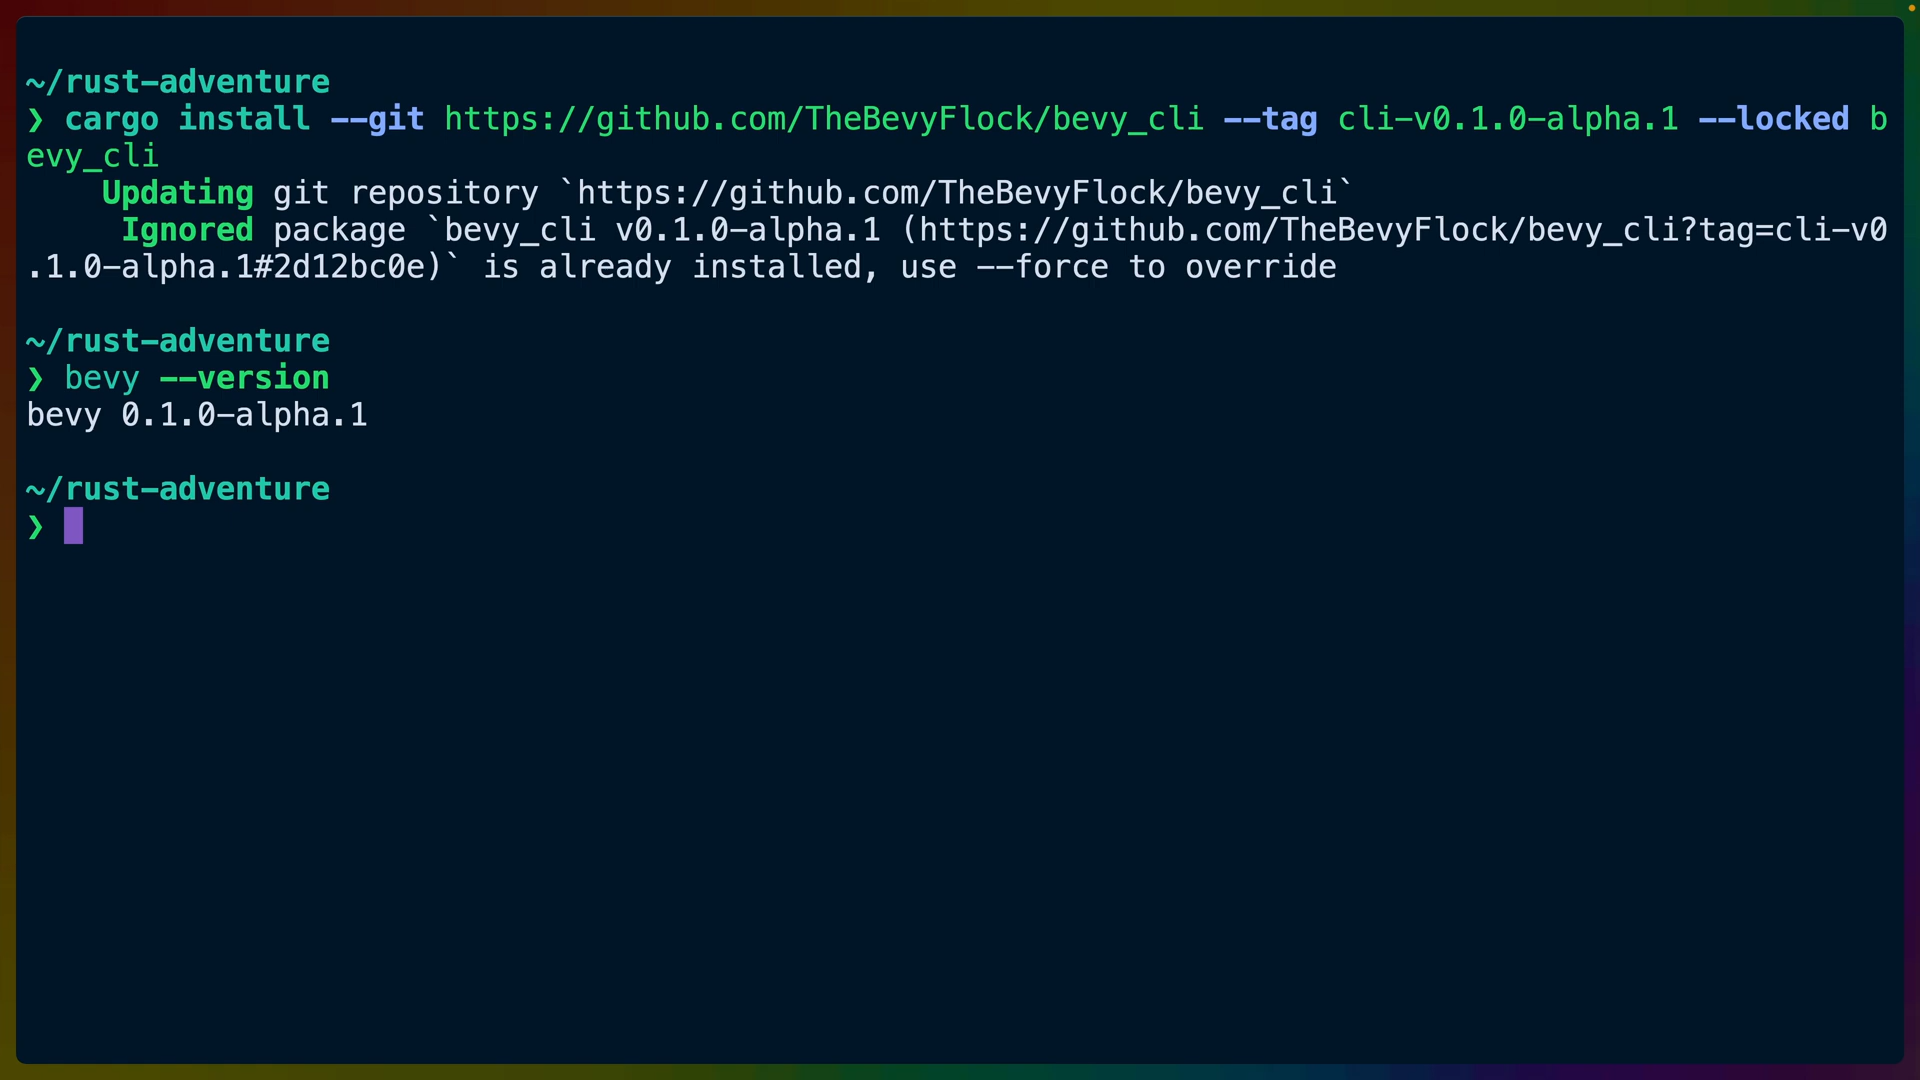 ~/rust-adventure
❯ cargo install --git https://github.com/TheBevyFlock/bevy_cli --tag cli-v0.1.0-alpha.1 --locked b
evy_cli
    Updating git repository `https://github.com/TheBevyFlock/bevy_cli`
     Ignored package `bevy_cli v0.1.0-alpha.1 (https://github.com/TheBevyFlock/bevy_cli?tag=cli-v0
.1.0-alpha.1#2d12bc0e)` is already installed, use --force to override
~/rust-adventure
❯ bevy --version
bevy 0.1.0-alpha.1
~/rust-adventure
❯